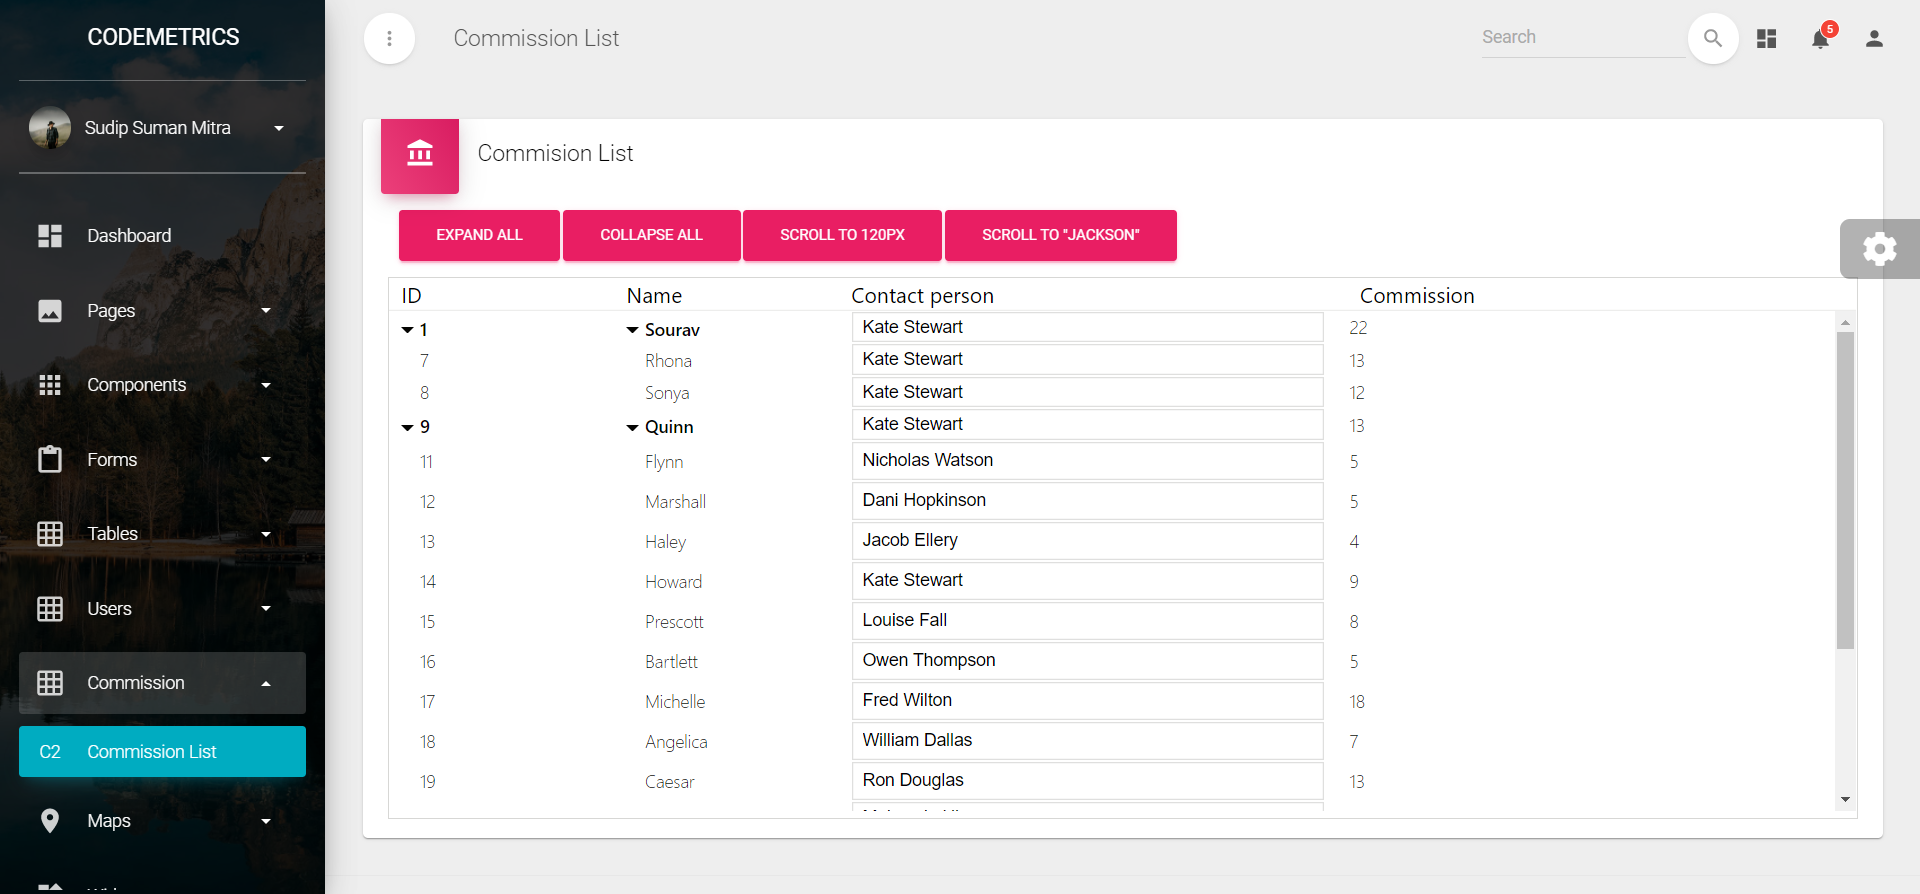 CODEMETRICS
Sudip Suman Mitra
Dashboard
Pages
Components
Forms
Tables
Users
Commission
C2 Commission List
Maps
Commission List
Search
5
Commision List
EXPAND ALL COLLAPSE ALL SCROLL TO 120PX SCROLL TO "JACKSON"
ID Name Contact person Commission
1 Sourav Kate Stewart 22
7 Rhona Kate Stewart 13
8 Sonya Kate Stewart 12
9 Quinn Kate Stewart 13
11 Flynn Nicholas Watson 5
12 Marshall Dani Hopkinson 5
13 Haley Jacob Ellery 4
14 Howard Kate Stewart 9
15 Prescott Louise Fall 8
16 Bartlett Owen Thompson 5
17 Michelle Fred Wilton 18
18 Angelica William Dallas 7
19 Caesar Ron Douglas 13